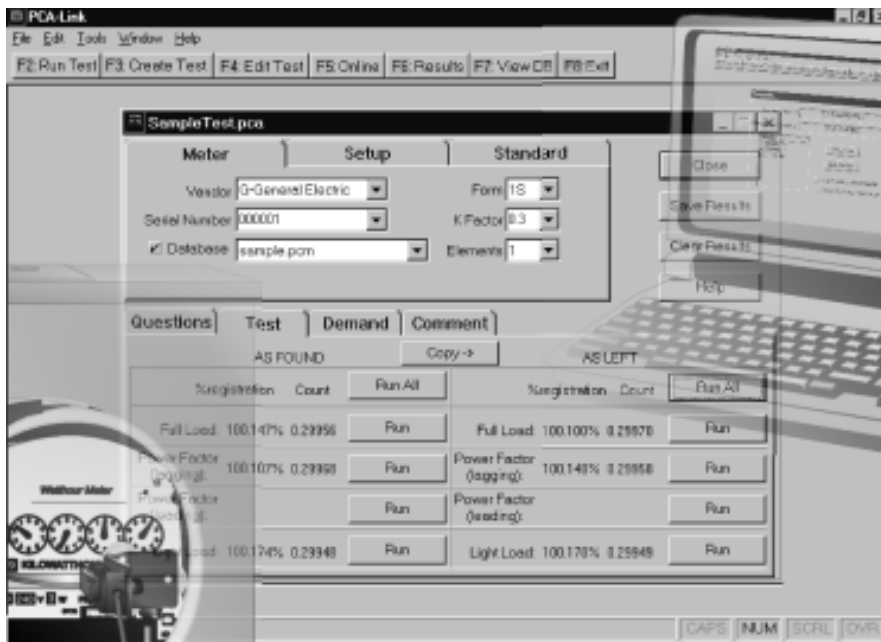 PCA-Link
File Edit Tools Window Help
F2: Run Test F3: Create Test F4: Edit Test F5: Online F6: Results F7: View DB F8: Exit
SampleTest.pca
Meter Setup Standard
Close
Vendor G-General Electric Form 1S
Save Results
Serial Number 000001 K Factor 0.3
Clear Results
Database sample.pcm Elements 1
Help
Questions Test Demand Comment
AS FOUND Copy-> AS LEFT
%registration Count Run All %registration Count Run All
Full Load: 100.147% 0.29956 Run Full Load: 100.100% 0.29970 Run
Power Factor (lagging): 100.107% 0.29968 Run Power Factor (lagging): 100.140% 0.29958 Run
Power Factor Run Power Factor (leading): Run
Load: 100.174% 0.29948 Run Light Load: 100.170% 0.29949 Run
Watthour Meter
KILOWATTHO
CAPS NUM SCRL OVR